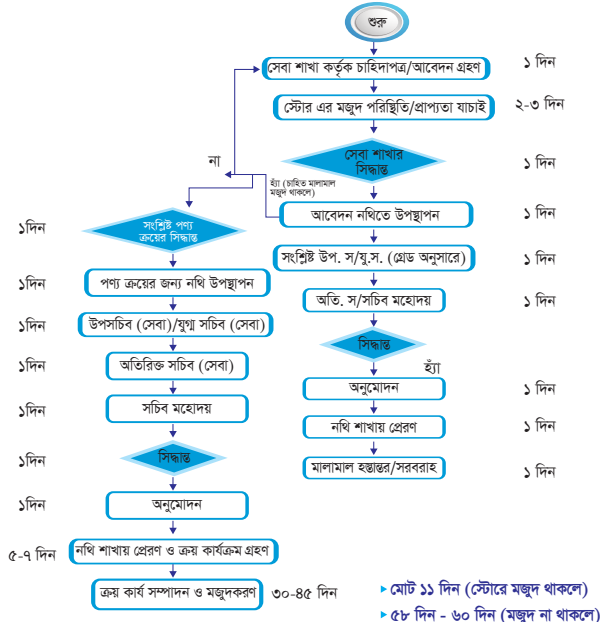 শুরু
সেবা শাখা কর্তৃক চাহিদাপত্র/আবেদন গ্রহণ
১ দিন
স্টোর এর মজুদ পরিস্থিতি/প্রাপ্যতা যাচাই
২-৩ দিন
সেবা শাখার
সিদ্ধান্ত
১ দিন
না
হ্যাঁ (চাহিত মালামাল
মজুদ থাকলে)
আবেদন নথিতে উপস্থাপন
১ দিন
সংশ্লিষ্ট উপ. স/যু.স. (গ্রেড অনুসারে)
১ দিন
অতি. স/সচিব মহোদয়
১ দিন
সিদ্ধান্ত
হ্যাঁ
অনুমোদন
১ দিন
নথি শাখায় প্রেরণ
১ দিন
মালামাল হস্তান্তর/সরবরাহ
১ দিন
১দিন
সংশ্লিষ্ট পণ্য
ক্রয়ের সিদ্ধান্ত
১দিন
পণ্য ক্রয়ের জন্য নথি উপস্থাপন
১দিন
উপসচিব (সেবা)/যুগ্ম সচিব (সেবা)
১দিন
অতিরিক্ত সচিব (সেবা)
১দিন
সচিব মহোদয়
১দিন
সিদ্ধান্ত
১দিন
অনুমোদন
৫-৭ দিন
নথি শাখায় প্রেরণ ও ক্রয় কার্যক্রম গ্রহণ
ক্রয় কার্য সম্পাদন ও মজুদকরণ
৩০-৪৫ দিন
মোট ১১ দিন (স্টোরে মজুদ থাকলে)
৫৮ দিন - ৬০ দিন (মজুদ না থাকলে)